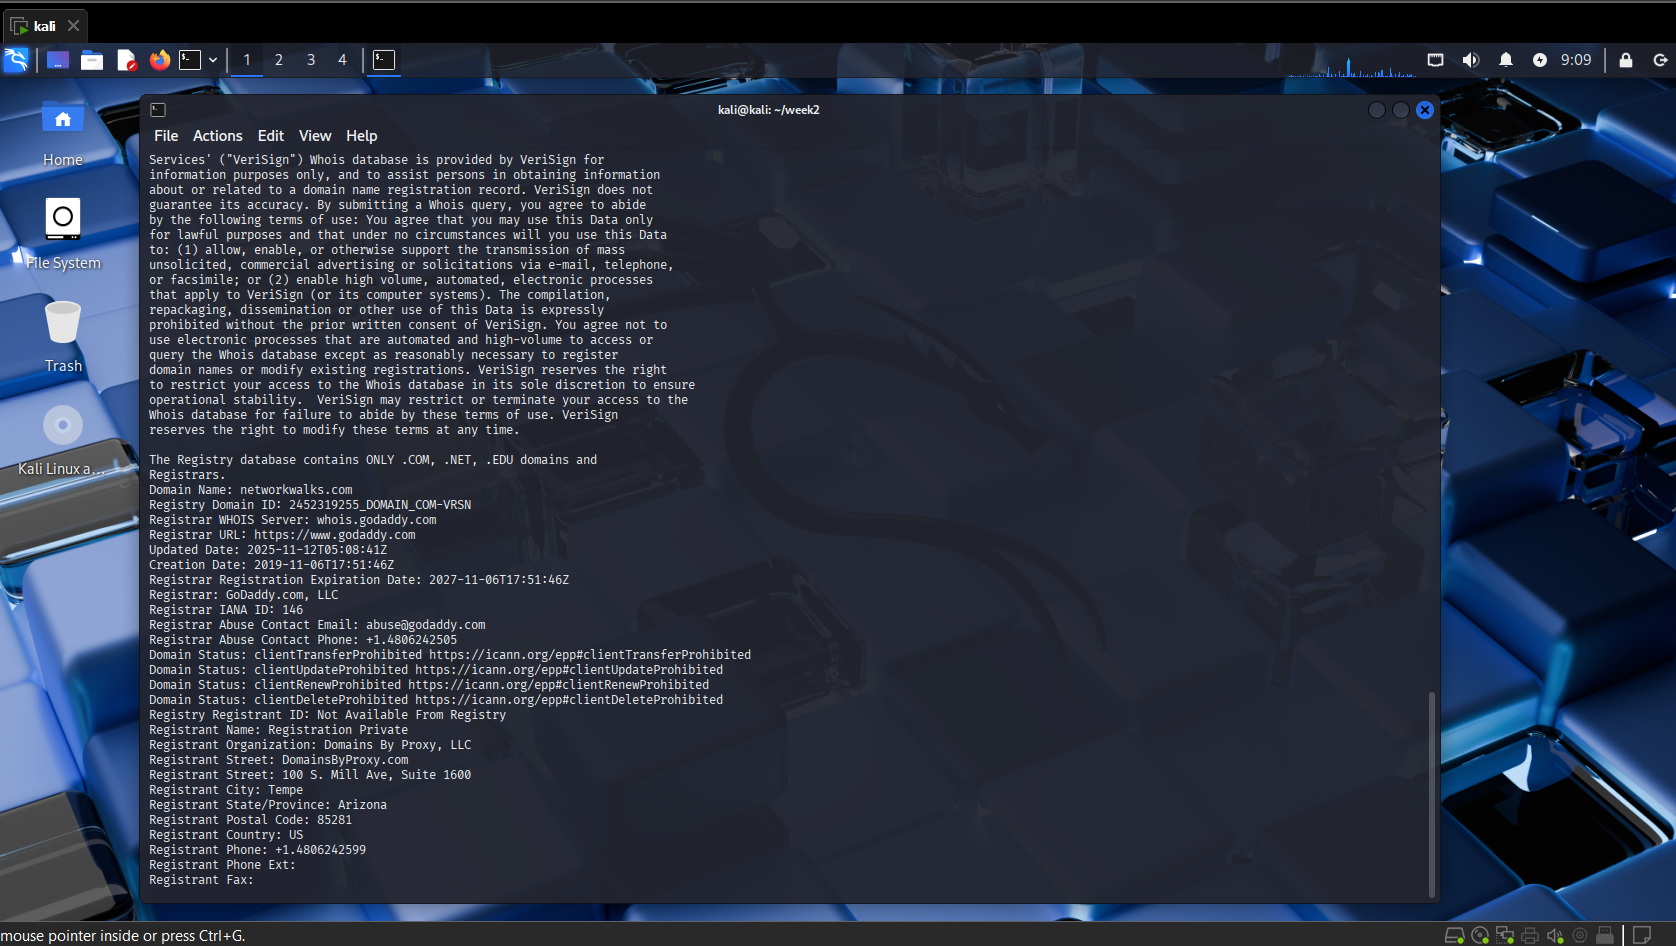 kali
1
2
3
4
9:09
Home
File System
Trash
Kali Linux a...
kali@kali: ~/week2
File Actions Edit View Help
Services' ("VeriSign") Whois database is provided by VeriSign for
information purposes only, and to assist persons in obtaining information
about or related to a domain name registration record. VeriSign does not
guarantee its accuracy. By submitting a Whois query, you agree to abide
by the following terms of use: You agree that you may use this Data only
for lawful purposes and that under no circumstances will you use this Data
to: (1) allow, enable, or otherwise support the transmission of mass
unsolicited, commercial advertising or solicitations via e-mail, telephone,
or facsimile; or (2) enable high volume, automated, electronic processes
that apply to VeriSign (or its computer systems). The compilation,
repackaging, dissemination or other use of this Data is expressly
prohibited without the prior written consent of VeriSign. You agree not to
use electronic processes that are automated and high-volume to access or
query the Whois database except as reasonably necessary to register
domain names or modify existing registrations. VeriSign reserves the right
to restrict your access to the Whois database in its sole discretion to ensure
operational stability.  VeriSign may restrict or terminate your access to the
Whois database for failure to abide by these terms of use. VeriSign
reserves the right to modify these terms at any time.

The Registry database contains ONLY .COM, .NET, .EDU domains and
Registrars.
Domain Name: networkwalks.com
Registry Domain ID: 2452319255_DOMAIN_COM-VRSN
Registrar WHOIS Server: whois.godaddy.com
Registrar URL: https://www.godaddy.com
Updated Date: 2025-11-12T05:08:41Z
Creation Date: 2019-11-06T17:51:46Z
Registrar Registration Expiration Date: 2027-11-06T17:51:46Z
Registrar: GoDaddy.com, LLC
Registrar IANA ID: 146
Registrar Abuse Contact Email: abuse@godaddy.com
Registrar Abuse Contact Phone: +1.4806242505
Domain Status: clientTransferProhibited https://icann.org/epp#clientTransferProhibited
Domain Status: clientUpdateProhibited https://icann.org/epp#clientUpdateProhibited
Domain Status: clientRenewProhibited https://icann.org/epp#clientRenewProhibited
Domain Status: clientDeleteProhibited https://icann.org/epp#clientDeleteProhibited
Registry Registrant ID: Not Available From Registry
Registrant Name: Registration Private
Registrant Organization: Domains By Proxy, LLC
Registrant Street: DomainsByProxy.com
Registrant Street: 100 S. Mill Ave, Suite 1600
Registrant City: Tempe
Registrant State/Province: Arizona
Registrant Postal Code: 85281
Registrant Country: US
Registrant Phone: +1.4806242599
Registrant Phone Ext:
Registrant Fax:
mouse pointer inside or press Ctrl+G.